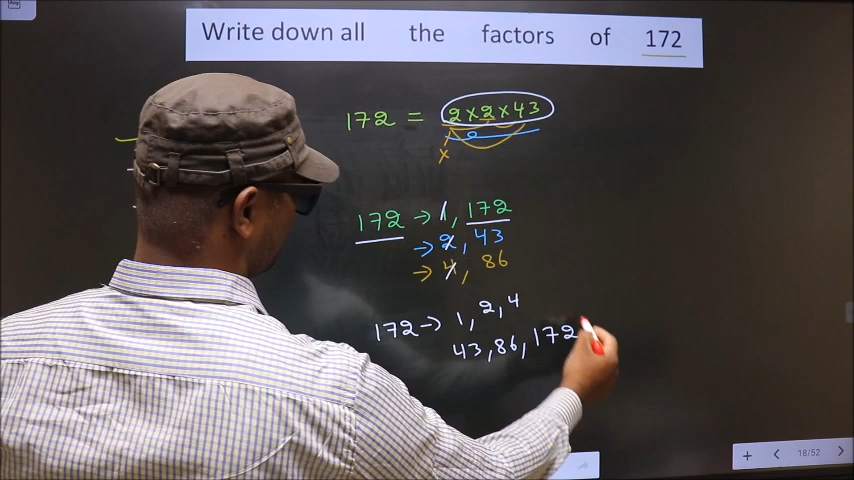 Write down all the factors of 172
172 = 2 x 2 x 43
x
172 → 1, 172
→ 2, 43
→ 4, 86
172 → 1, 2, 4
43, 86, 172
18/52